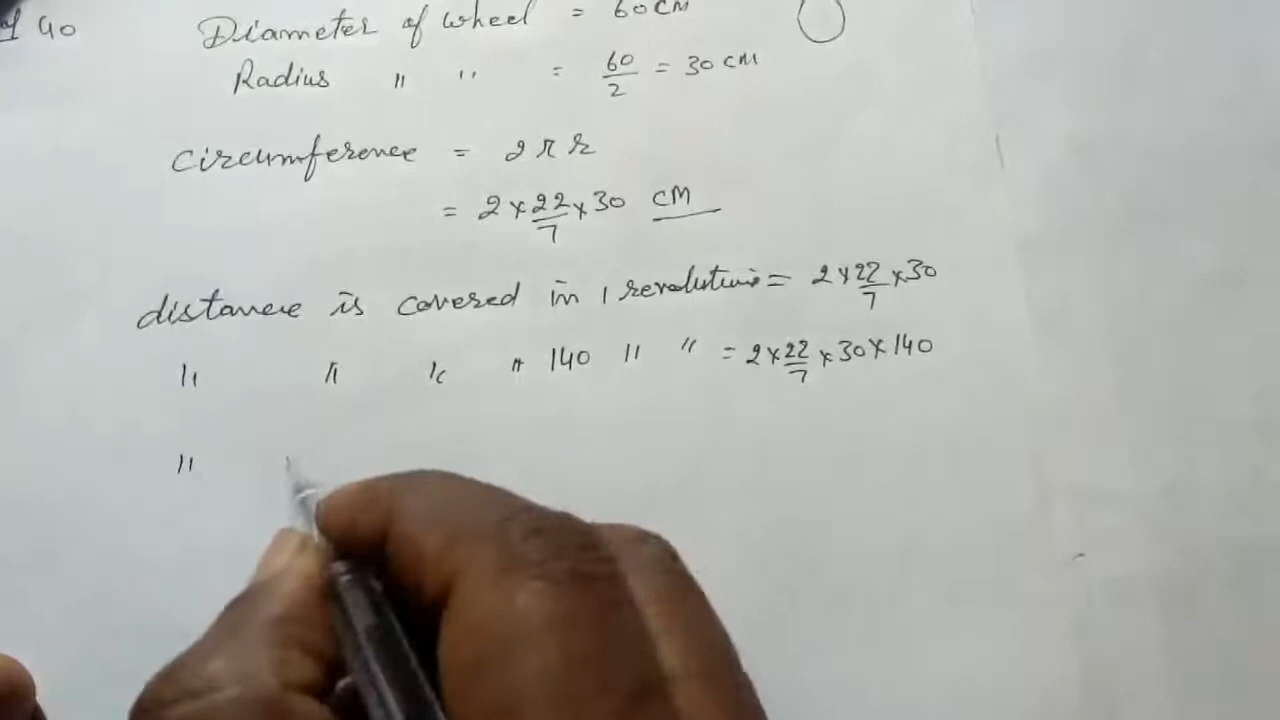 of 40
Diameter of wheel = 60 CM
Radius " " = 60/2 = 30 CM
Circumference = 2πr
= 2 × 22/7 × 30 CM
distance is covered in 1 revolution = 2 × 22/7 × 30
" " " " 140 " " = 2 × 22/7 × 30 × 140
"